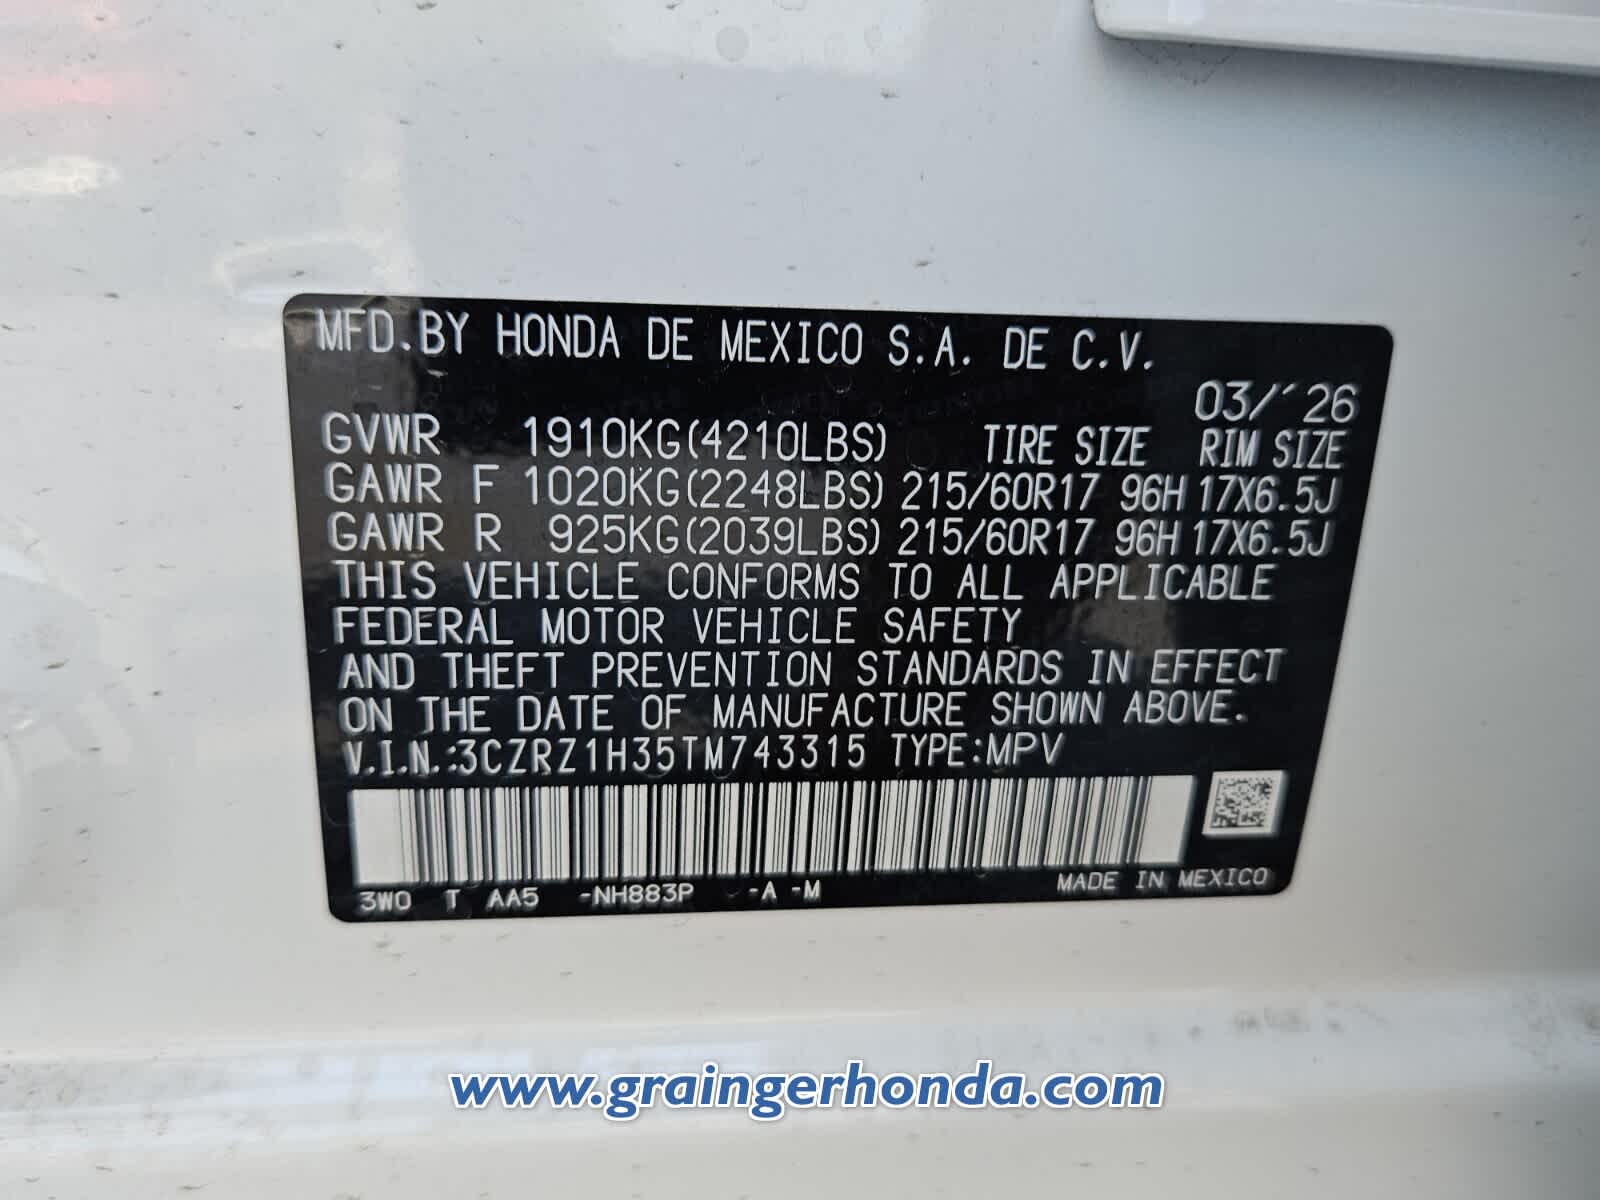 MFD.BY HONDA DE MEXICO S.A. DE C.V.
03/´26
GVWR 1910KG(4210LBS) TIRE SIZE RIM SIZE
GAWR F 1020KG(2248LBS) 215/60R17 96H 17X6.5J
GAWR R 925KG(2039LBS) 215/60R17 96H 17X6.5J
THIS VEHICLE CONFORMS TO ALL APPLICABLE
FEDERAL MOTOR VEHICLE SAFETY
AND THEFT PREVENTION STANDARDS IN EFFECT
ON THE DATE OF MANUFACTURE SHOWN ABOVE.
V.I.N.:3CZRZ1H35TM743315 TYPE:MPV
3W0 T AA5 -NH883P -A -M MADE IN MEXICO
www.graingerhonda.com